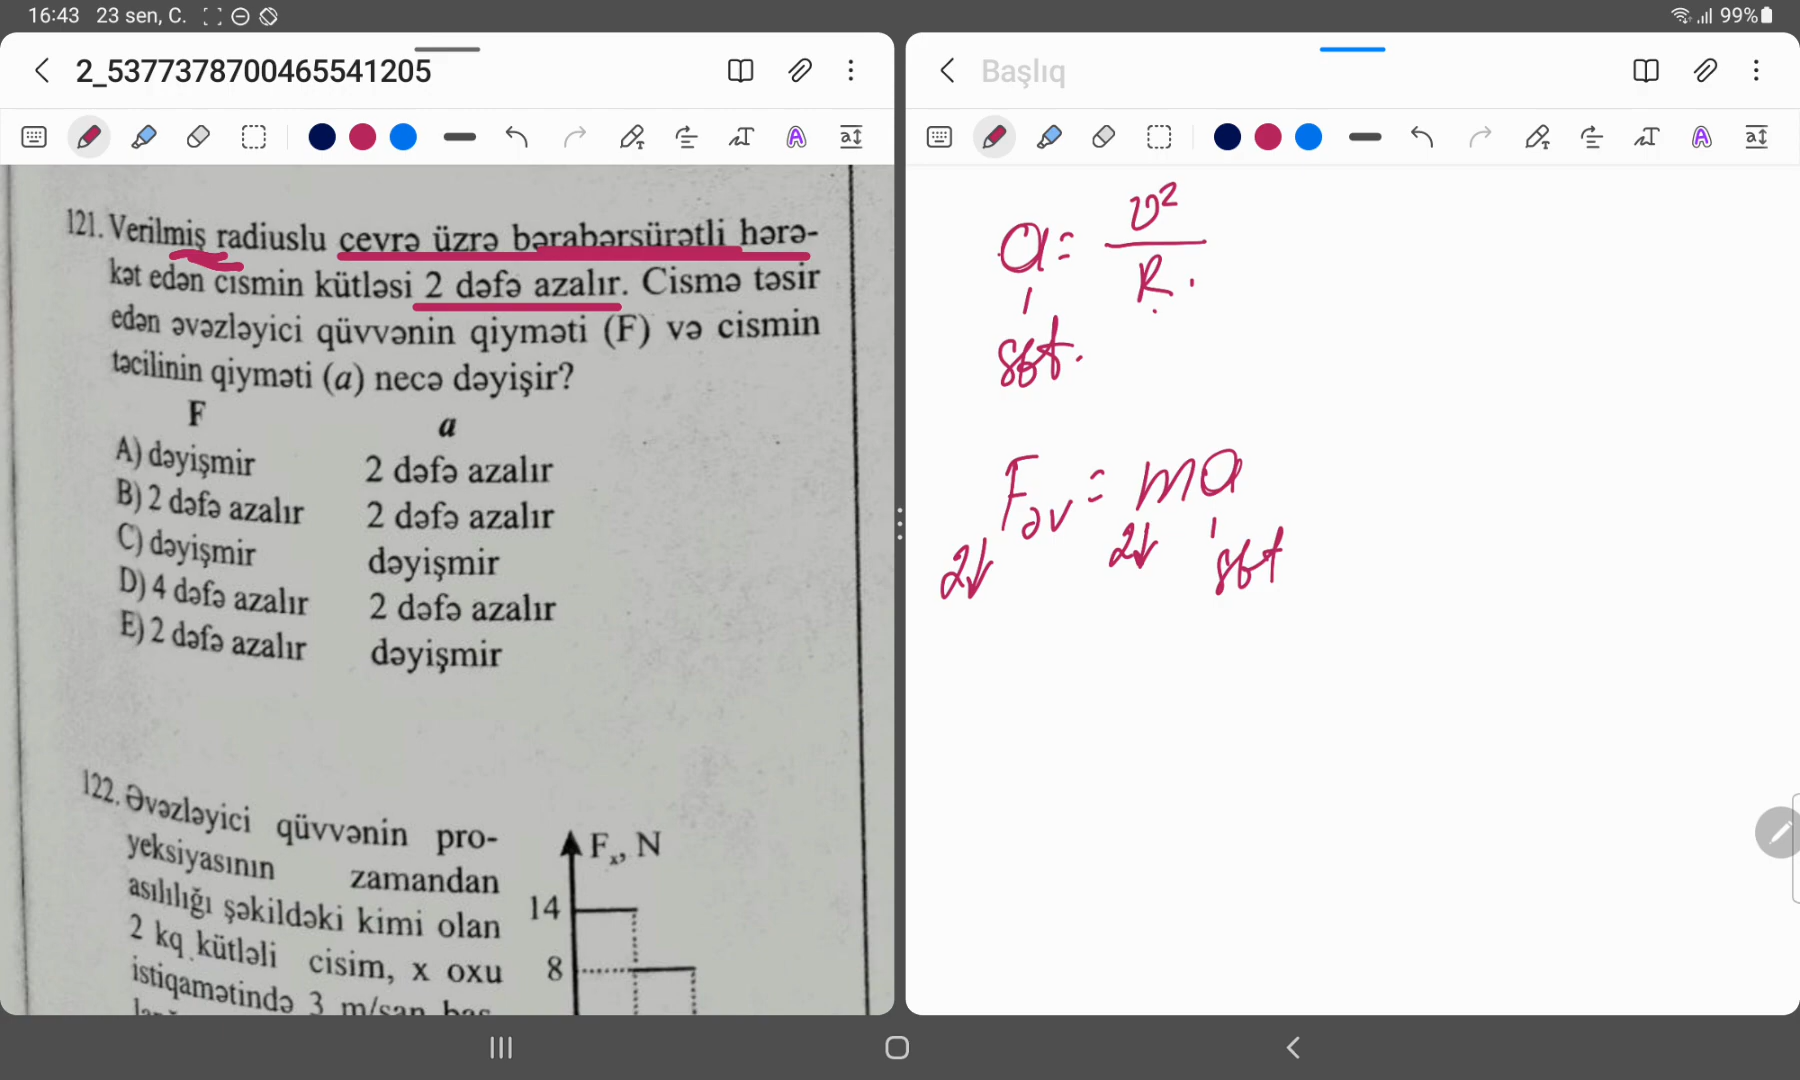 16:43 23 sen, C. 99%
2_5377378700465541205
Başlıq
121. Verilmiş radiuslu çevrə üzrə bərabərsürətli hərə-
kət edən cismin kütləsi 2 dəfə azalır. Cismə təsir
edən əvəzləyici qüvvənin qiyməti (F) və cismin
təcilinin qiyməti (a) necə dəyişir?
F a
A) dəyişmir 2 dəfə azalır
B) 2 dəfə azalır 2 dəfə azalır
C) dəyişmir dəyişmir
D) 4 dəfə azalır 2 dəfə azalır
E) 2 dəfə azalır dəyişmir
122. Əvəzləyici qüvvənin pro-
yeksiyasının zamandan
asılılığı şəkildəki kimi olan
2 kq kütləli cisim, x oxu
istiqamətində 3 m/san baş-
Fx, N
14
8
a = v²
R.
sbt.
Fəv = ma
2↓ 2↓ sbt